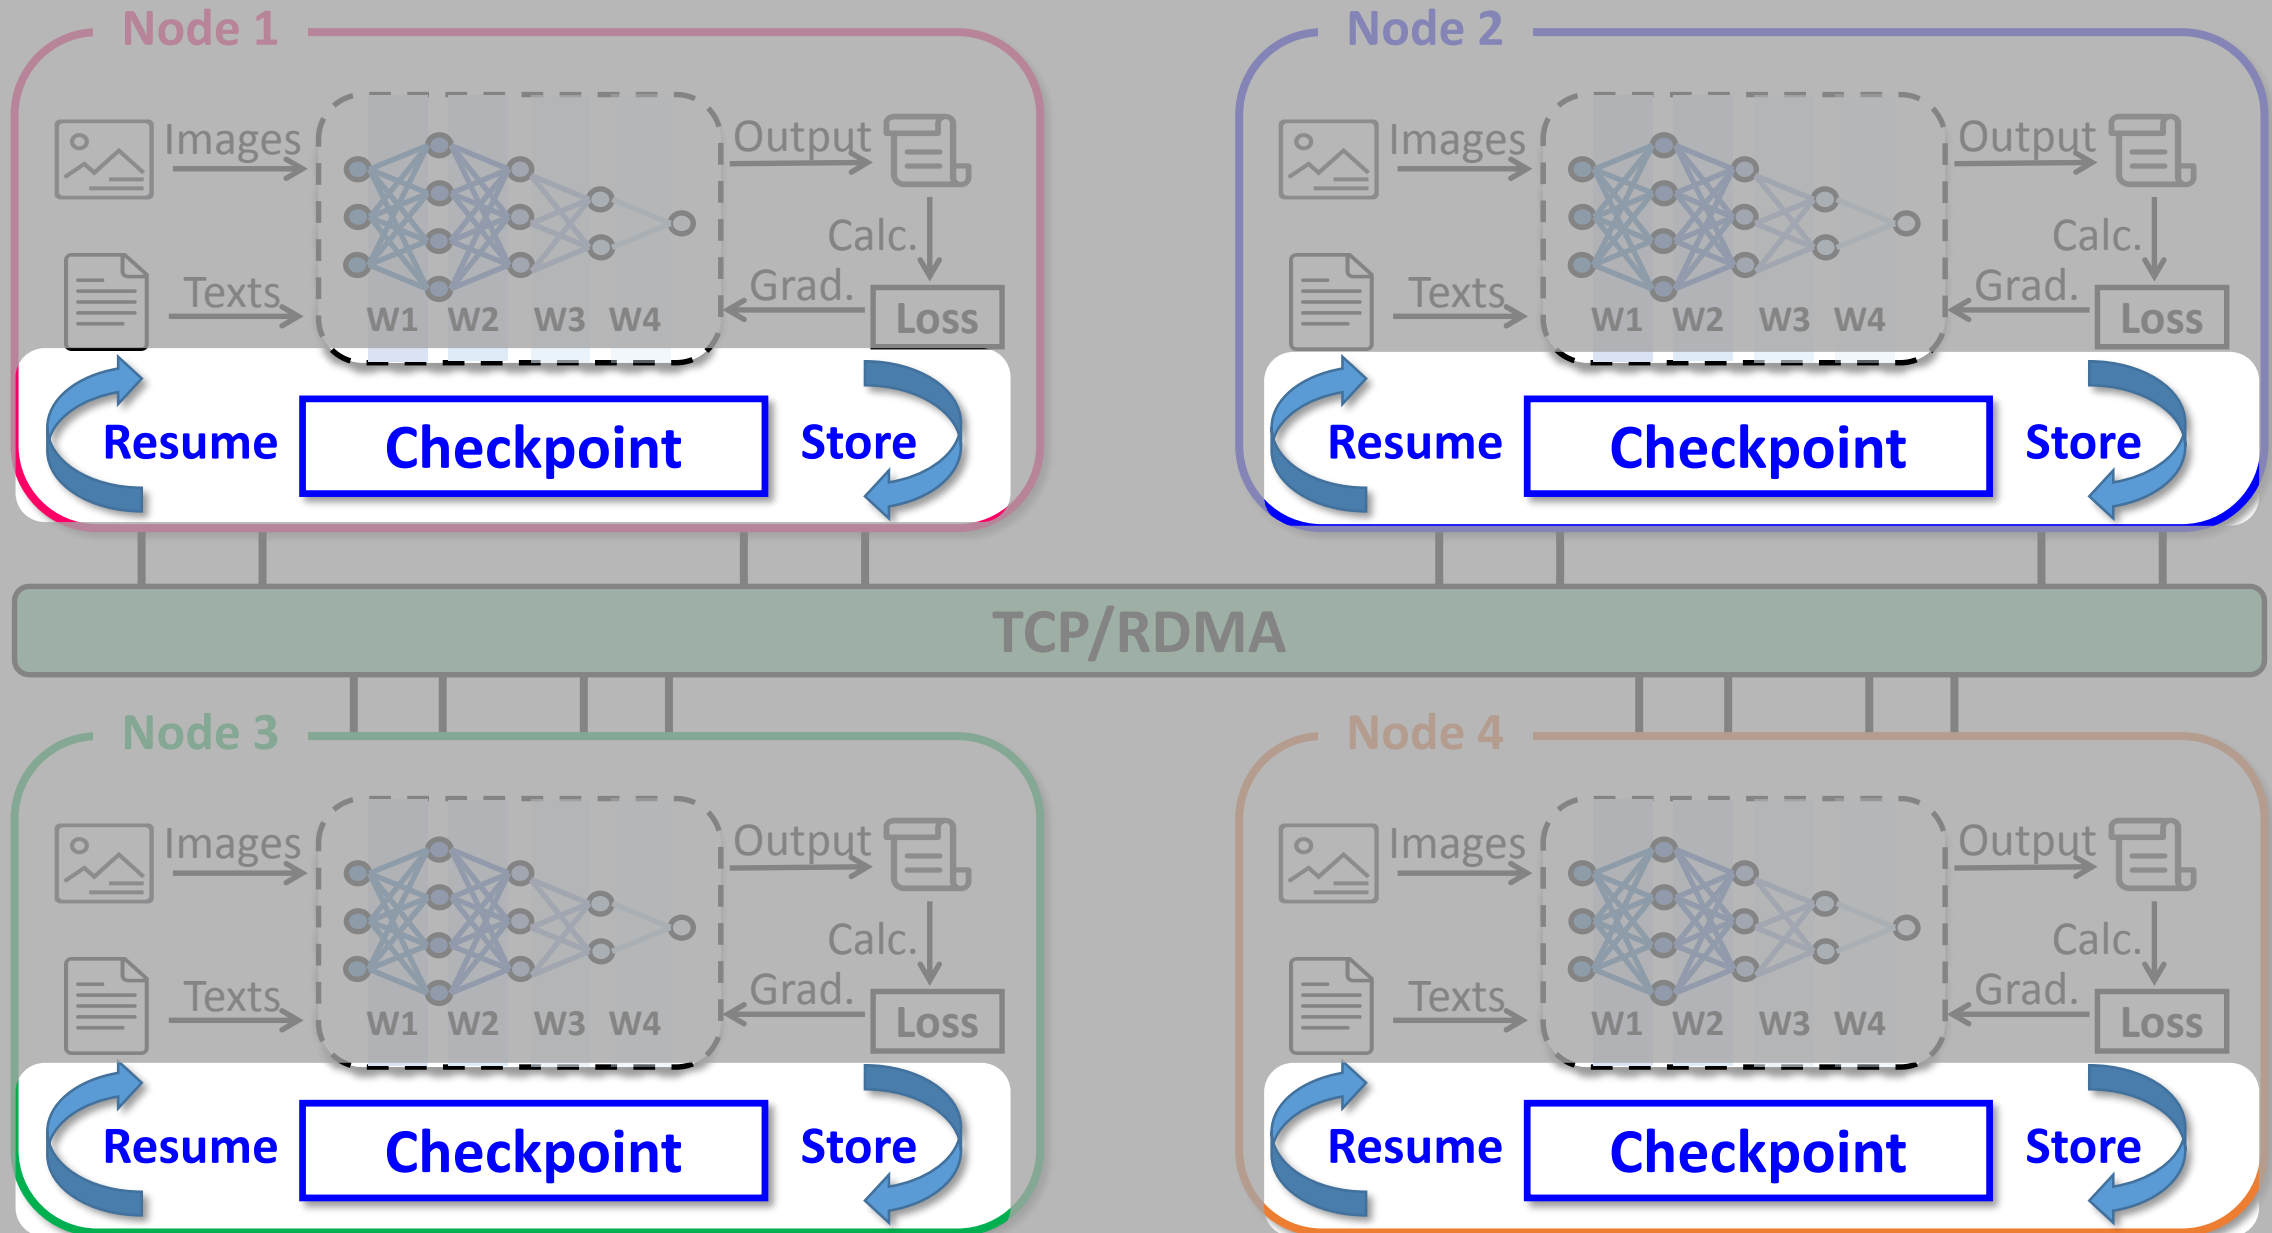 Node 1
Images
Output
Calc.
Texts
Grad.
W1 W2 W3 W4
Loss
Resume
Checkpoint
Store
Node 2
Images
Output
Calc.
Texts
Grad.
W1 W2 W3 W4
Loss
Resume
Checkpoint
Store
TCP/RDMA
Node 3
Images
Output
Calc.
Texts
Grad.
W1 W2 W3 W4
Loss
Resume
Checkpoint
Store
Node 4
Images
Output
Calc.
Texts
Grad.
W1 W2 W3 W4
Loss
Resume
Checkpoint
Store